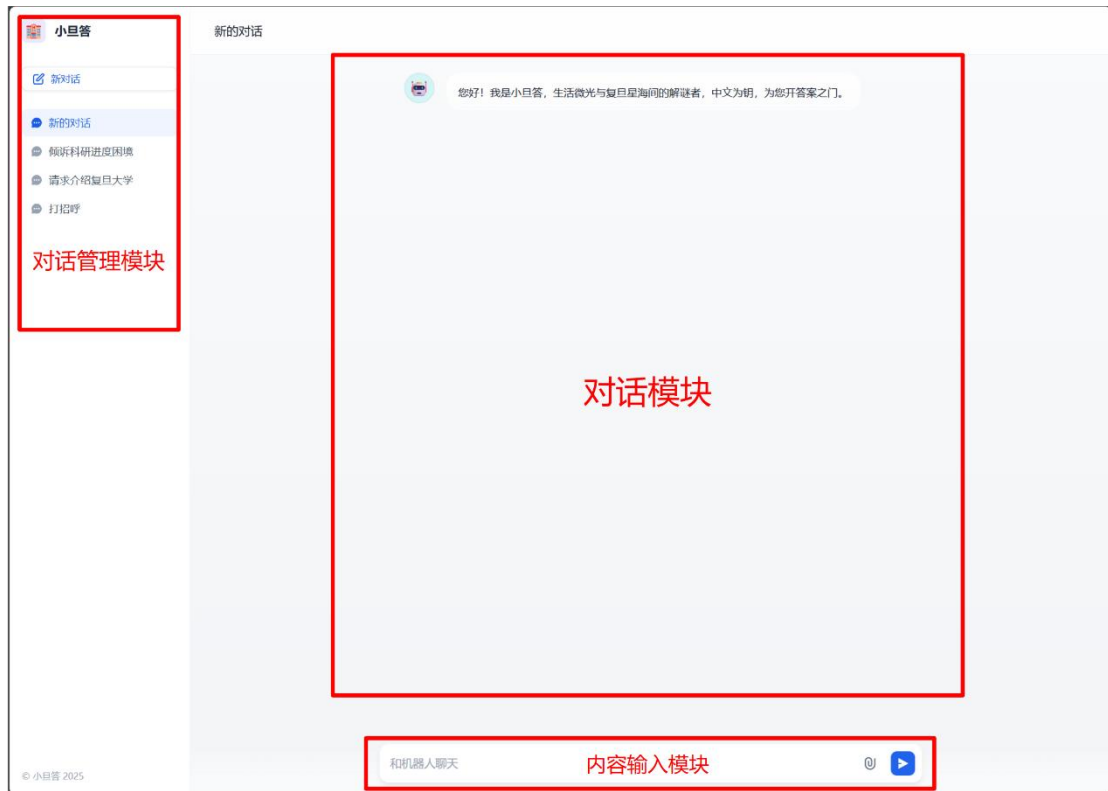 小旦答
新对话
新的对话
倾诉科研进度困境
请求介绍复旦大学
打招呼
对话管理模块
© 小旦答 2025
新的对话
您好！我是小旦答，生活微光与复旦星海间的解谜者，中文为钥，为您开答案之门。
对话模块
和机器人聊天
内容输入模块